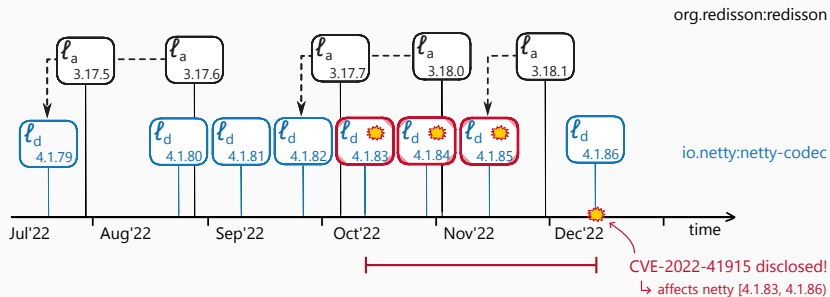 org.redisson:redisson
ℓa 3.17.5
ℓa 3.17.6
ℓa 3.17.7
ℓa 3.18.0
ℓa 3.18.1
ℓd 4.1.79
ℓd 4.1.80
ℓd 4.1.81
ℓd 4.1.82
ℓd 4.1.83
ℓd 4.1.84
ℓd 4.1.85
ℓd 4.1.86
io.netty:netty-codec
Jul'22
Aug'22
Sep'22
Oct'22
Nov'22
Dec'22
time
CVE-2022-41915 disclosed!
↳ affects netty [4.1.83, 4.1.86)